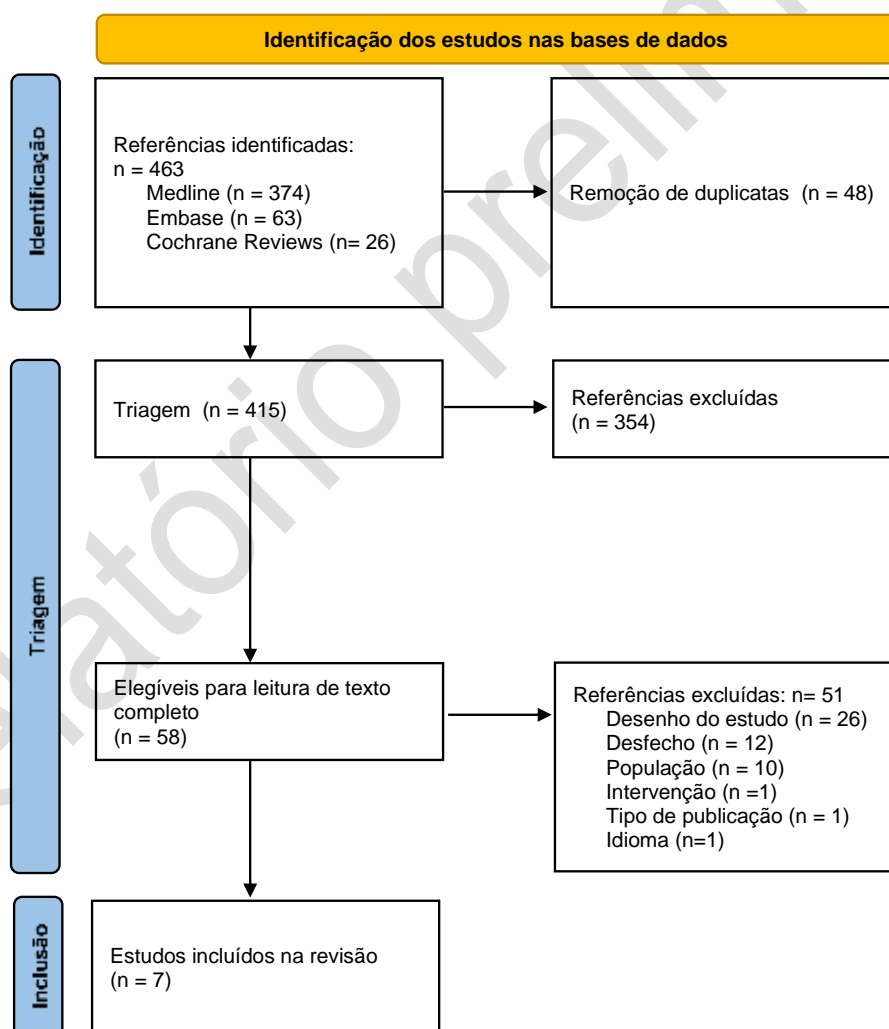 Identificação dos estudos nas bases de dados
Identificação
Referências identificadas:
n = 463
Medline (n = 374)
Embase (n = 63)
Cochrane Reviews (n= 26)
Remoção de duplicatas (n = 48)
Triagem
Triagem (n = 415)
Referências excluídas
(n = 354)
Elegíveis para leitura de texto
completo
(n = 58)
Referências excluídas: n= 51
Desenho do estudo (n = 26)
Desfecho (n = 12)
População (n = 10)
Intervenção (n =1)
Tipo de publicação (n = 1)
Idioma (n=1)
Inclusão
Estudos incluídos na revisão
(n = 7)